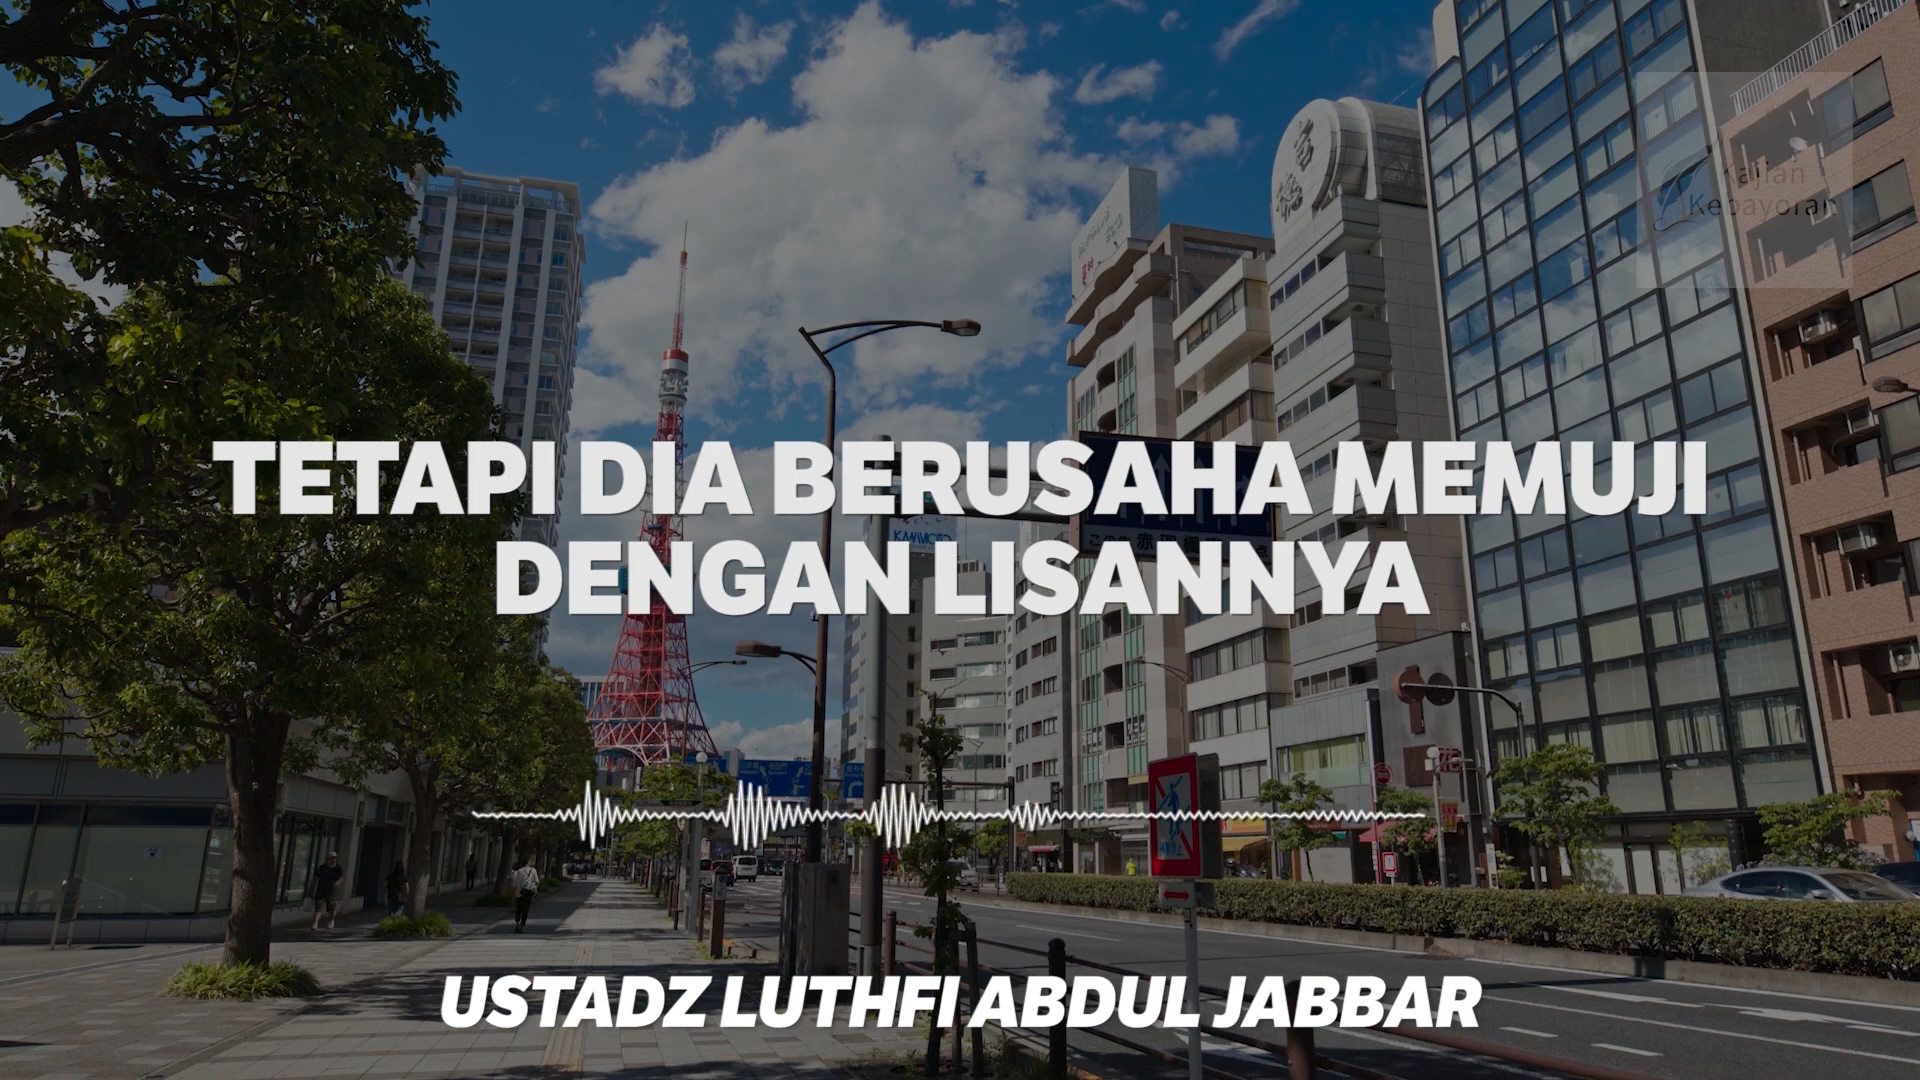 Kajian
Kebayoran
TETAPI DIA BERUSAHA MEMUJI
DENGAN LISANNYA
USTADZ LUTHFI ABDUL JABBAR